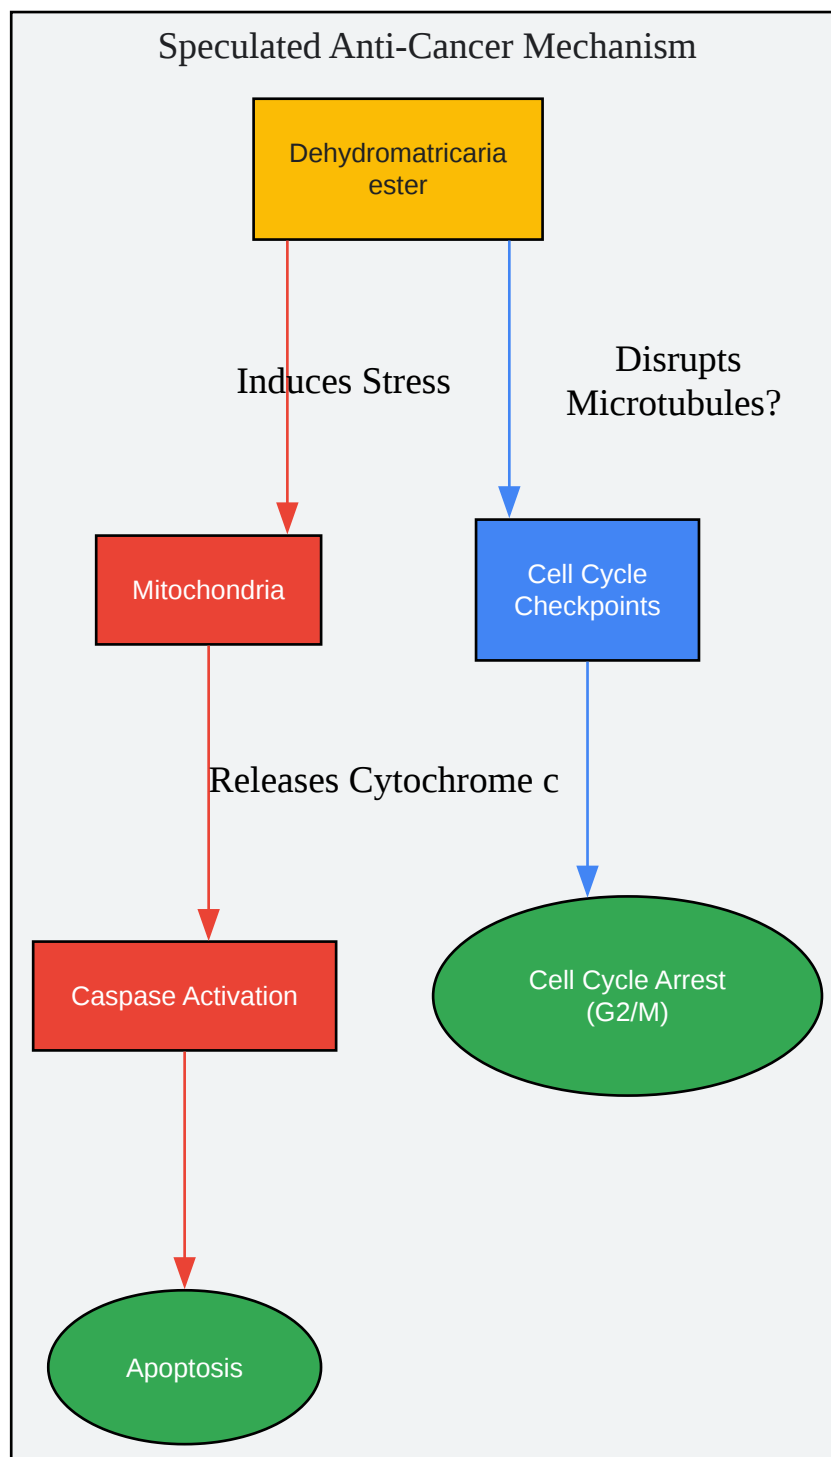 Speculated Anti-Cancer Mechanism
Dehydromatricaria
ester
Induces Stress
Disrupts
Microtubules?
Mitochondria
Cell Cycle
Checkpoints
Releases Cytochrome c
Caspase Activation
Cell Cycle Arrest
(G2/M)
Apoptosis